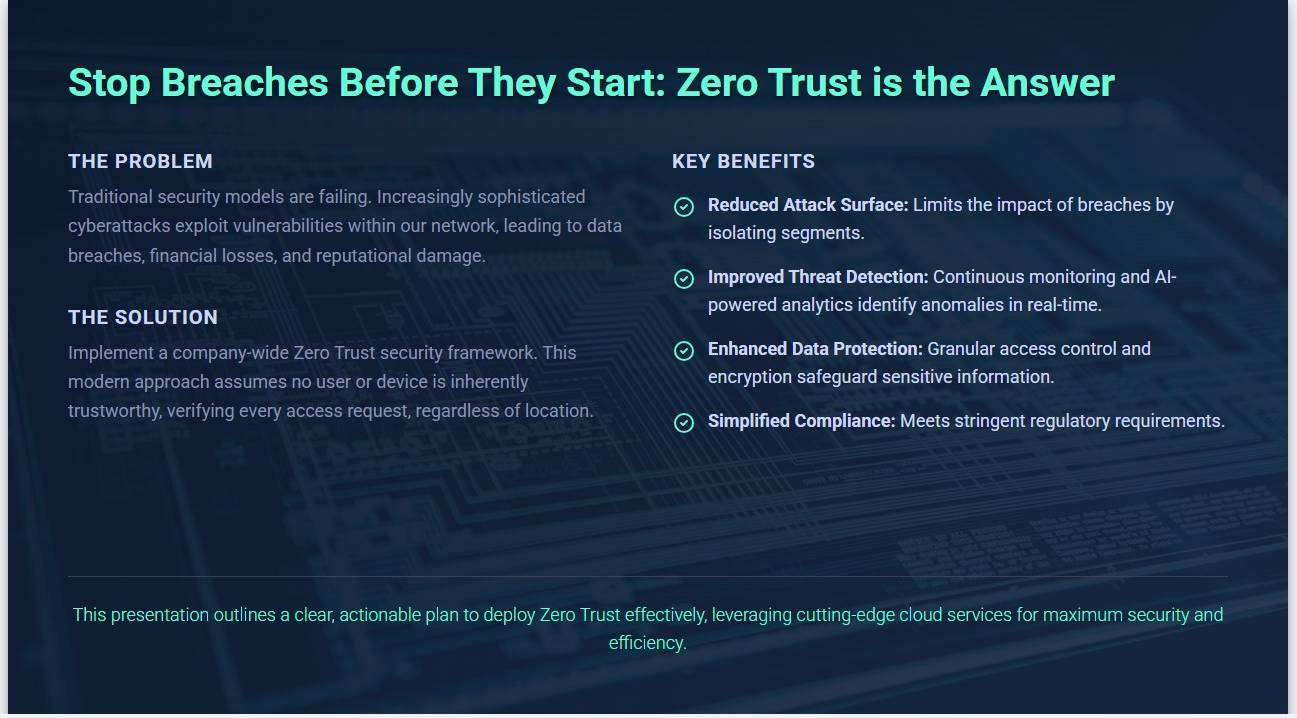 Stop Breaches Before They Start: Zero Trust is the Answer
THE PROBLEM
Traditional security models are failing. Increasingly sophisticated
cyberattacks exploit vulnerabilities within our network, leading to data
breaches, financial losses, and reputational damage.
THE SOLUTION
Implement a company-wide Zero Trust security framework. This
modern approach assumes no user or device is inherently
trustworthy, verifying every access request, regardless of location.
KEY BENEFITS
Reduced Attack Surface: Limits the impact of breaches by
isolating segments.
Improved Threat Detection: Continuous monitoring and AI-
powered analytics identify anomalies in real-time.
Enhanced Data Protection: Granular access control and
encryption safeguard sensitive information.
Simplified Compliance: Meets stringent regulatory requirements.
This presentation outlines a clear, actionable plan to deploy Zero Trust effectively, leveraging cutting-edge cloud services for maximum security and
efficiency.